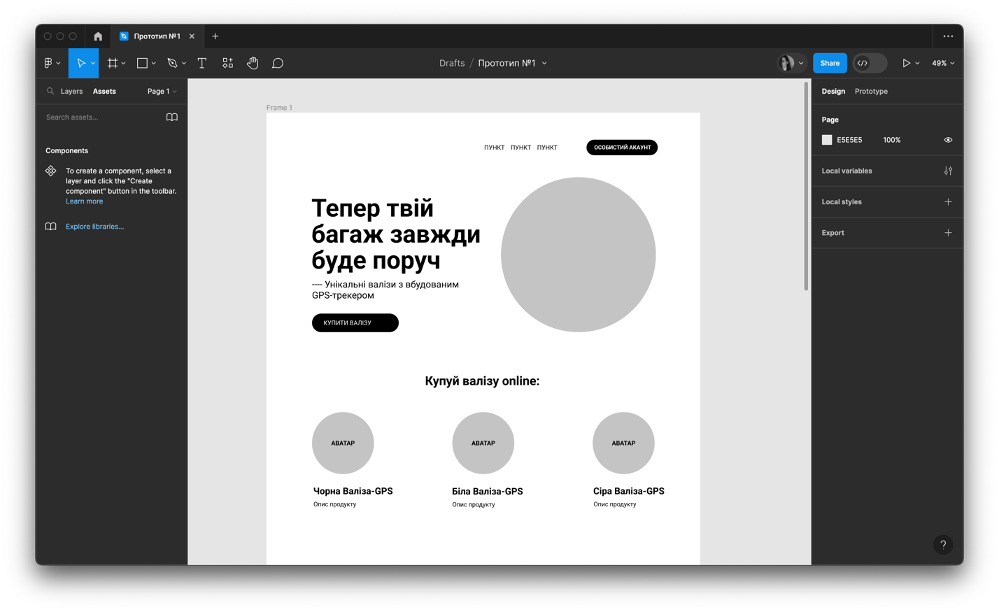 Прототип №1
Drafts / Прототип №1
Share
49%
Layers Assets Page 1
Search assets...
Components
To create a component, select a
layer and click the "Create
component" button in the toolbar.
Learn more
Explore libraries...
Frame 1
ПУНКТ ПУНКТ ПУНКТ ОСОБИСТИЙ АКАУНТ
Тепер твій
багаж завжди
буде поруч
---- Унікальні валізи з вбудованим
GPS-трекером
КУПИТИ ВАЛІЗУ
Купуй валізу online:
АВАТАР АВАТАР АВАТАР
Чорна Валіза-GPS Біла Валіза-GPS Сіра Валіза-GPS
Опис продукту Опис продукту Опис продукту
Design Prototype
Page
E5E5E5 100%
Local variables
Local styles
Export
?